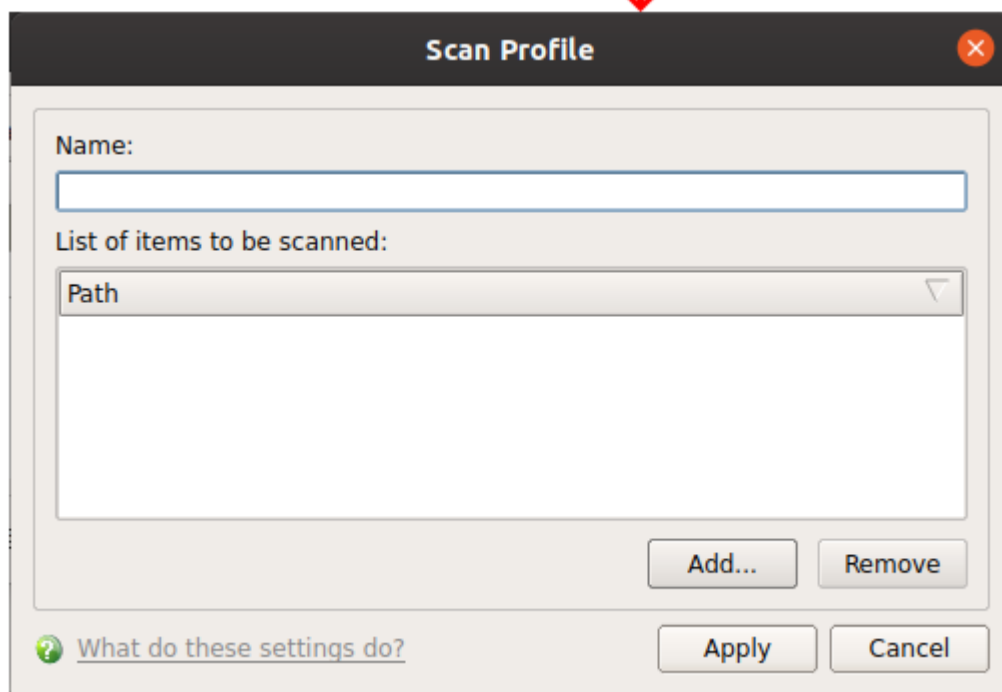 Scan Profile
Name:
List of items to be scanned:
Path
Add...
Remove
What do these settings do?
Apply
Cancel